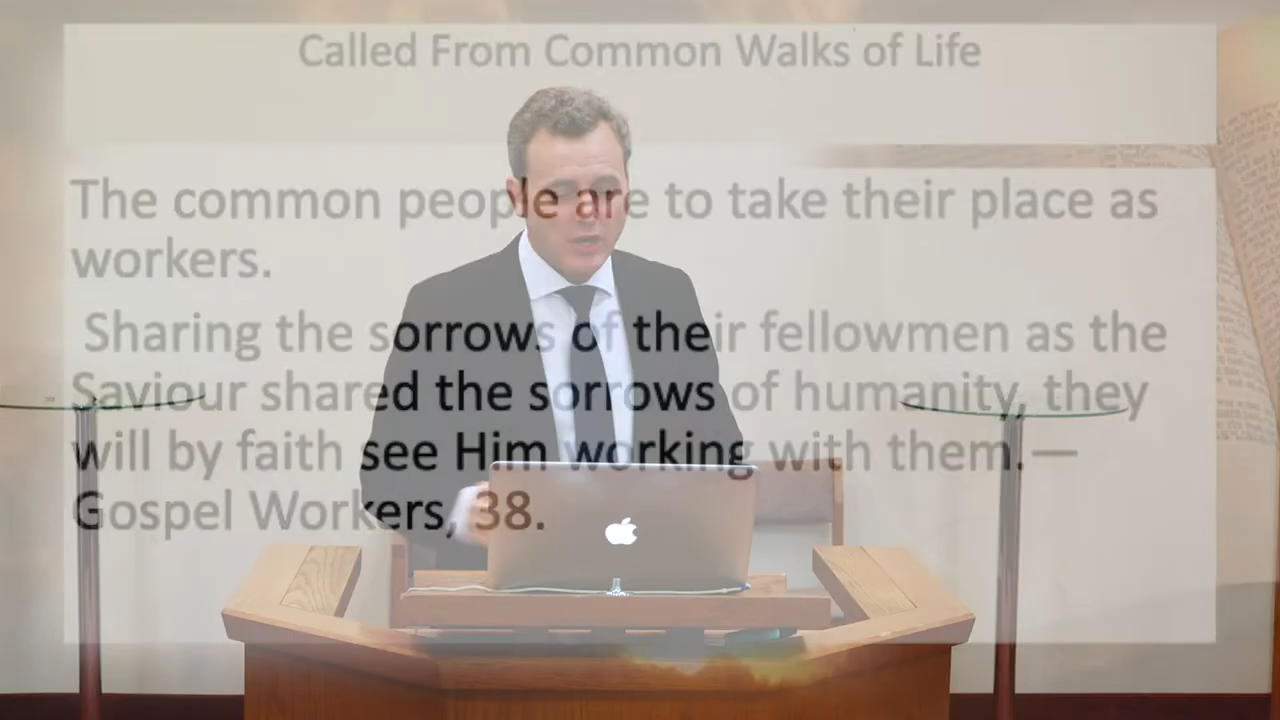 Called From Common Walks of Life
The common people are to take their place as
workers.
Sharing the sorrows of their fellowmen as the
Saviour shared the sorrows of humanity, they
will by faith see Him working with them.—
Gospel Workers, 38.